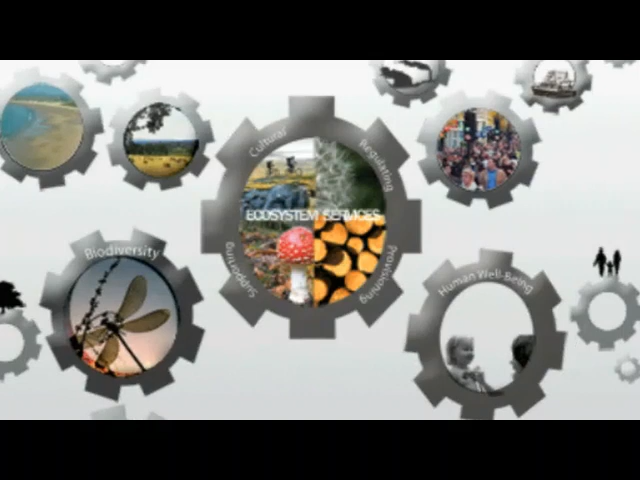 Cultural
Regulating
ECOSYSTEM SERVICES
Supporting
Provisioning
Biodiversity
Human Well-Being